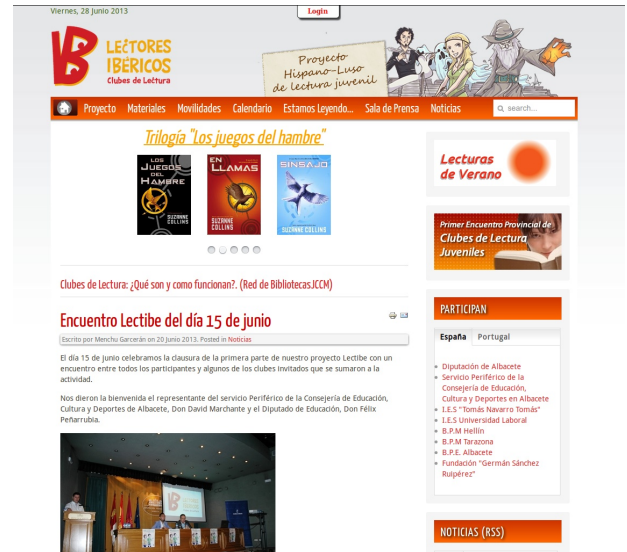 Viernes, 28 Junio 2013
Login
LECTORES
IBÉRICOS
Clubes de Lectura
Proyecto
Hispano-Luso
de lectura juvenil
Proyecto Materiales Movilidades Calendario Estamos Leyendo... Sala de Prensa Noticias
search...
Trilogía "Los juegos del hambre"
LOS
JUEGOS
DEL
HAMBRE
SUZANNE
COLLINS
EN
LLAMAS
SUZANNE
COLLINS
SINSAJO
SUZANNE COLLINS
Lecturas
de Verano
Primer Encuentro Provincial de
Clubes de Lectura
Juveniles
Clubes de Lectura: ¿Qué son y como funcionan?. (Red de BibliotecasJCCM)
Encuentro Lectibe del día 15 de junio
Escrito por Menchu Garcerán on 20 Junio 2013. Posted in Noticias
El día 15 de junio celebramos la clausura de la primera parte de nuestro proyecto Lectibe con un
encuentro entre todos los participantes y algunos de los clubes invitados que se sumaron a la
actividad.
Nos dieron la bienvenida el representante del servicio Periférico de la Consejería de Educación,
Cultura y Deportes de Albacete, Don David Marchante y el Diputado de Educación, Don Félix
Peñarrubia.
PARTICIPAN
España Portugal
Diputación de Albacete
Servicio Periférico de la
Consejería de Educación,
Cultura y Deportes en Albacete
I.E.S "Tomás Navarro Tomás"
I.E.S Universidad Laboral
B.P.M Hellín
B.P.M Tarazona
B.P.E. Albacete
Fundación "Germán Sánchez
Ruipérez"
NOTICIAS (RSS)